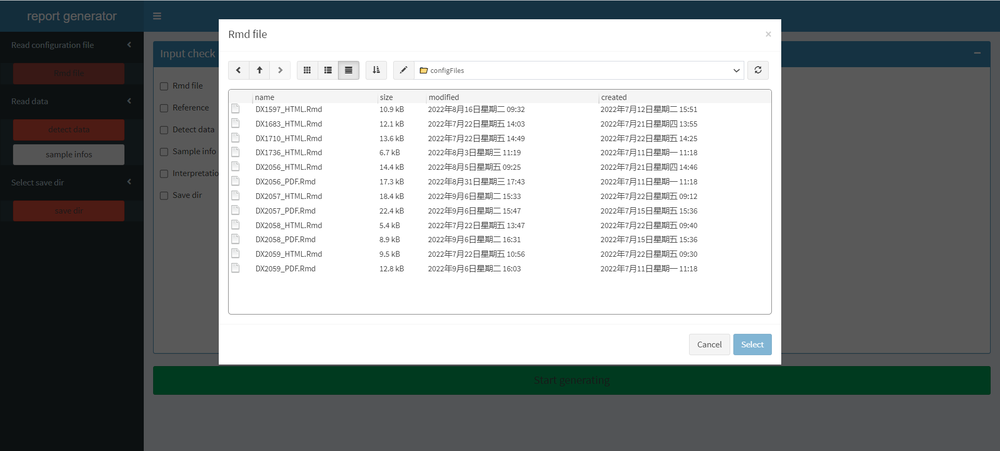 report generator
Read configuration file
Rmd file
Read data
detect data
sample infos
Select save dir
save dir
Input check
Rmd file
Reference
Detect data
Sample info
Interpretatio
Save dir
Start generating
Rmd file
×
configFiles
name size modified created
DX1597_HTML.Rmd 10.9 kB 2022年8月16日星期二 09:32 2022年7月12日星期二 15:51
DX1683_HTML.Rmd 12.1 kB 2022年7月22日星期五 14:03 2022年7月21日星期四 13:55
DX1710_HTML.Rmd 13.6 kB 2022年7月22日星期五 14:49 2022年7月22日星期五 14:25
DX1736_HTML.Rmd 6.7 kB 2022年8月3日星期三 11:19 2022年7月11日星期一 11:18
DX2056_HTML.Rmd 14.4 kB 2022年8月5日星期五 09:25 2022年7月21日星期四 14:46
DX2056_PDF.Rmd 17.3 kB 2022年8月31日星期三 17:43 2022年7月11日星期一 11:18
DX2057_HTML.Rmd 18.4 kB 2022年9月6日星期二 15:33 2022年7月22日星期五 09:12
DX2057_PDF.Rmd 22.4 kB 2022年9月6日星期二 15:47 2022年7月15日星期五 15:36
DX2058_HTML.Rmd 5.4 kB 2022年7月22日星期五 13:47 2022年7月22日星期五 09:40
DX2058_PDF.Rmd 8.9 kB 2022年9月6日星期二 16:31 2022年7月15日星期五 15:36
DX2059_HTML.Rmd 9.5 kB 2022年7月22日星期五 10:56 2022年7月22日星期五 09:30
DX2059_PDF.Rmd 12.8 kB 2022年9月6日星期二 16:03 2022年7月11日星期一 11:18
Cancel Select